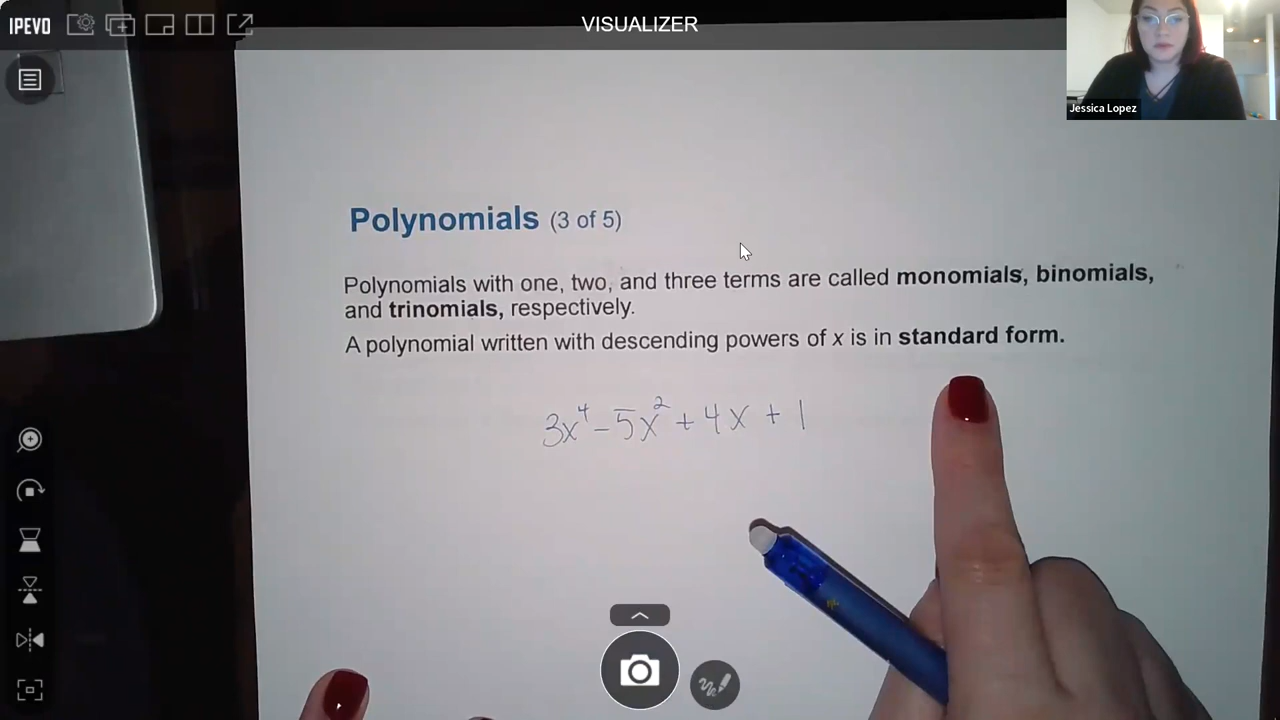 IPEVO
VISUALIZER
Jessica Lopez
Polynomials (3 of 5)
Polynomials with one, two, and three terms are called monomials, binomials,
and trinomials, respectively.
A polynomial written with descending powers of x is in standard form.
3x⁴ - 5x² + 4x + 1